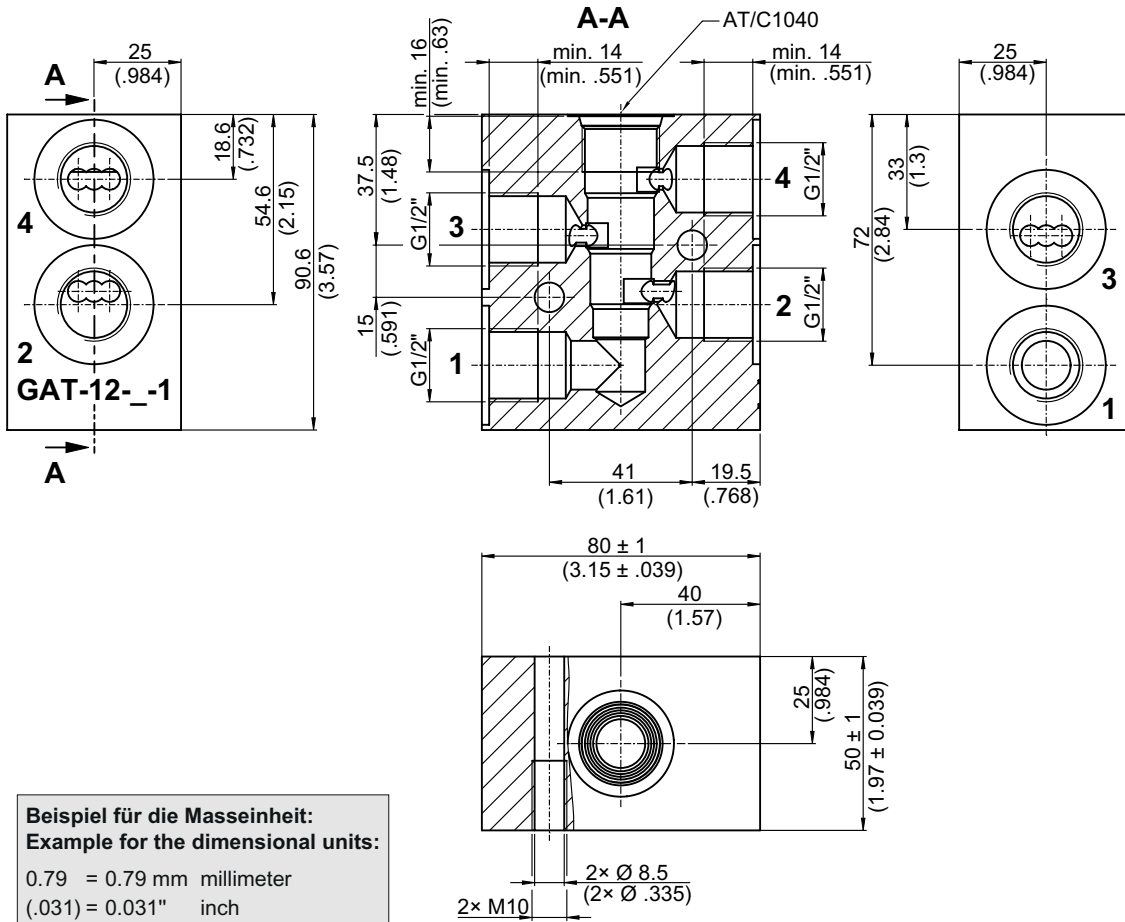 A
25
(.984)
18.6
(.732)
54.6
(2.15)
90.6
(3.57)
4
2
GAT-12-_-1
A
A-A
AT/C1040
min. 16
(min. .63)
min. 14
(min. .551)
min. 14
(min. .551)
37.5
(1.48)
15
(.591)
G1/2"
3
G1/2"
1
4
G1/2"
2
G1/2"
41
(1.61)
19.5
(.768)
25
(.984)
33
(1.3)
72
(2.84)
3
1
80 ± 1
(3.15 ± .039)
40
(1.57)
25
(.984)
50 ± 1
(1.97 ± 0.039)
2× Ø 8.5
(2× Ø .335)
2× M10
Beispiel für die Masseinheit:
Example for the dimensional units:
0.79 = 0.79 mm millimeter
(.031) = 0.031" inch